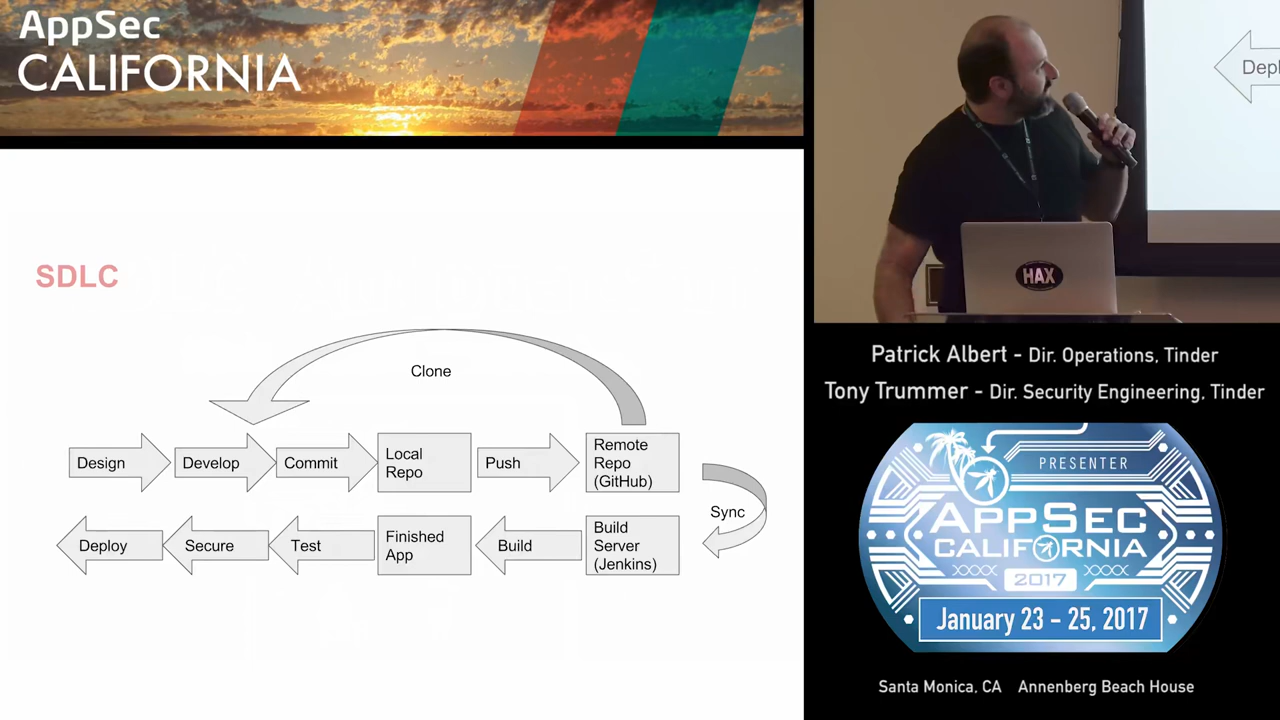 AppSec
CALIFORNIA
SDLC
Clone
Design
Develop
Commit
Local
Repo
Push
Remote
Repo
(GitHub)
Sync
Deploy
Secure
Test
Finished
App
Build
Build
Server
(Jenkins)
HAX
Patrick Albert - Dir. Operations, Tinder
Tony Trummer - Dir. Security Engineering, Tinder
PRESENTER
APPSEC
CALIFORNIA
2017
January 23 - 25, 2017
Santa Monica, CA Annenberg Beach House